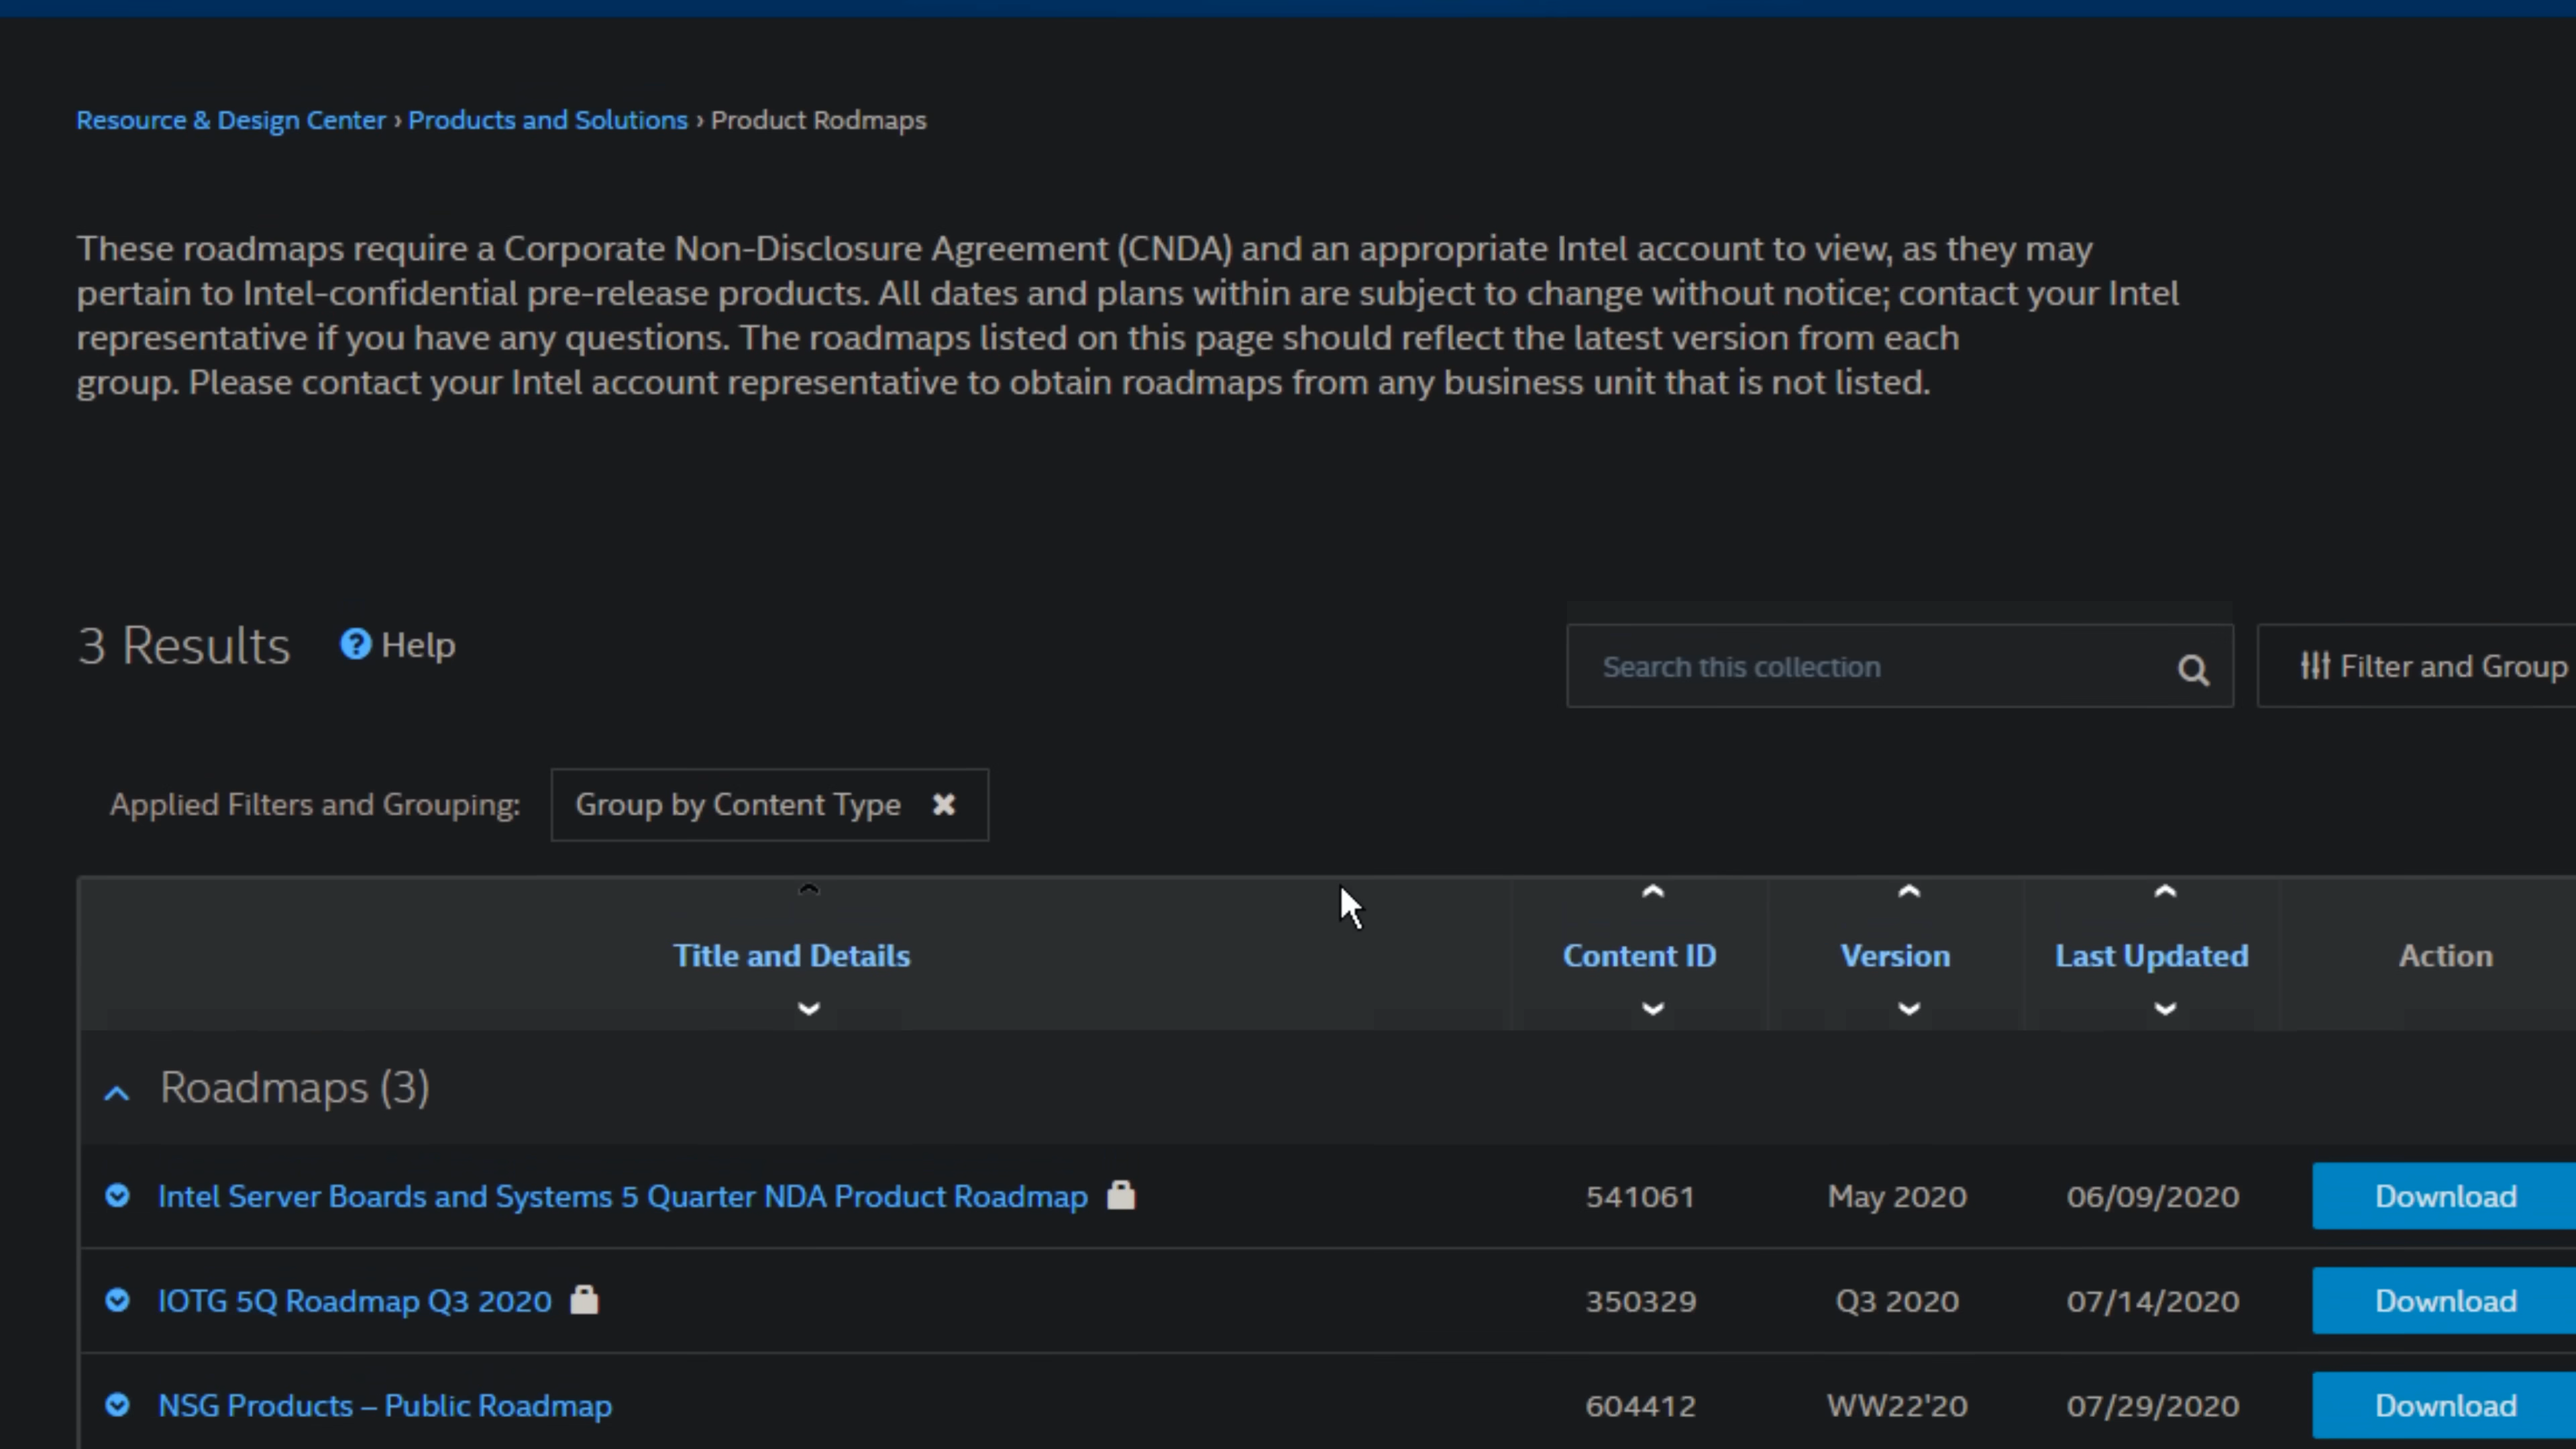 Resource & Design Center › Products and Solutions › Product Rodmaps
These roadmaps require a Corporate Non-Disclosure Agreement (CNDA) and an appropriate Intel account to view, as they may
pertain to Intel-confidential pre-release products. All dates and plans within are subject to change without notice; contact your Intel
representative if you have any questions. The roadmaps listed on this page should reflect the latest version from each
group. Please contact your Intel account representative to obtain roadmaps from any business unit that is not listed.
3 Results ? Help
Search this collection
Filter and Group
Applied Filters and Grouping: Group by Content Type ✖
Title and Details Content ID Version Last Updated Action
Roadmaps (3)
Intel Server Boards and Systems 5 Quarter NDA Product Roadmap 541061 May 2020 06/09/2020 Download
IOTG 5Q Roadmap Q3 2020 350329 Q3 2020 07/14/2020 Download
NSG Products – Public Roadmap 604412 WW22'20 07/29/2020 Download